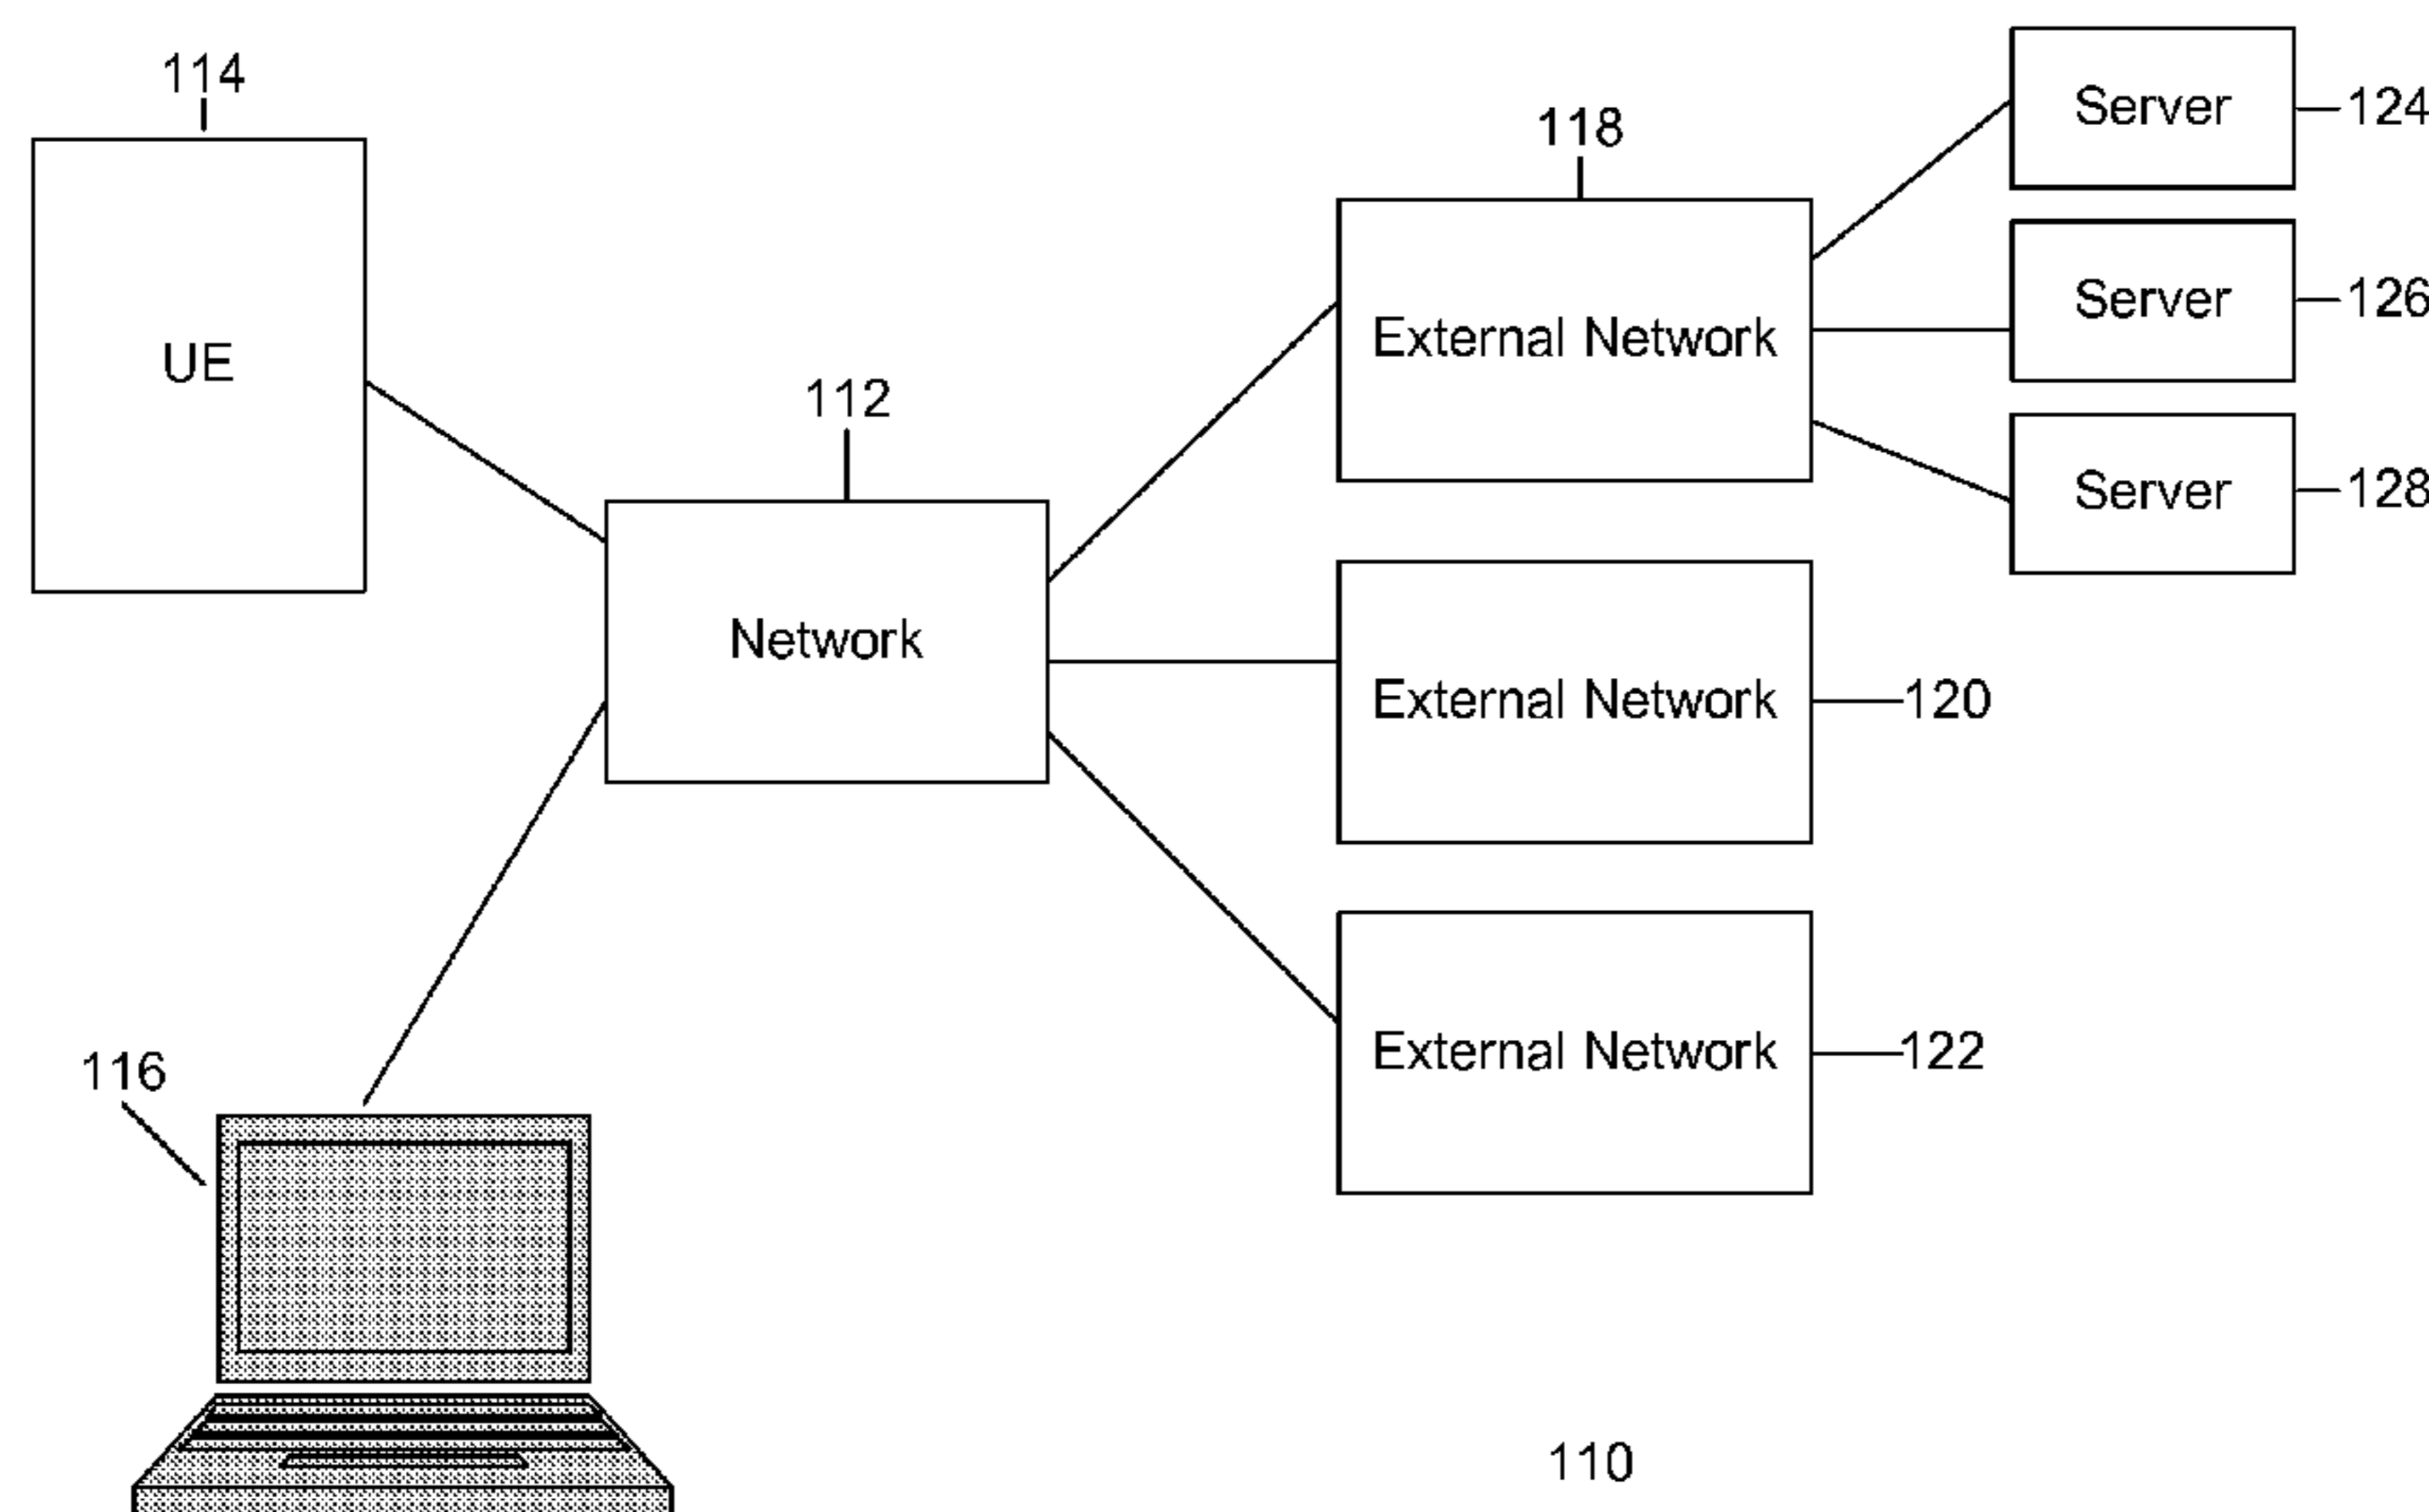 114
UE
112
Network
118
External Network
Server
124
Server
126
Server
128
External Network
120
External Network
122
116
110